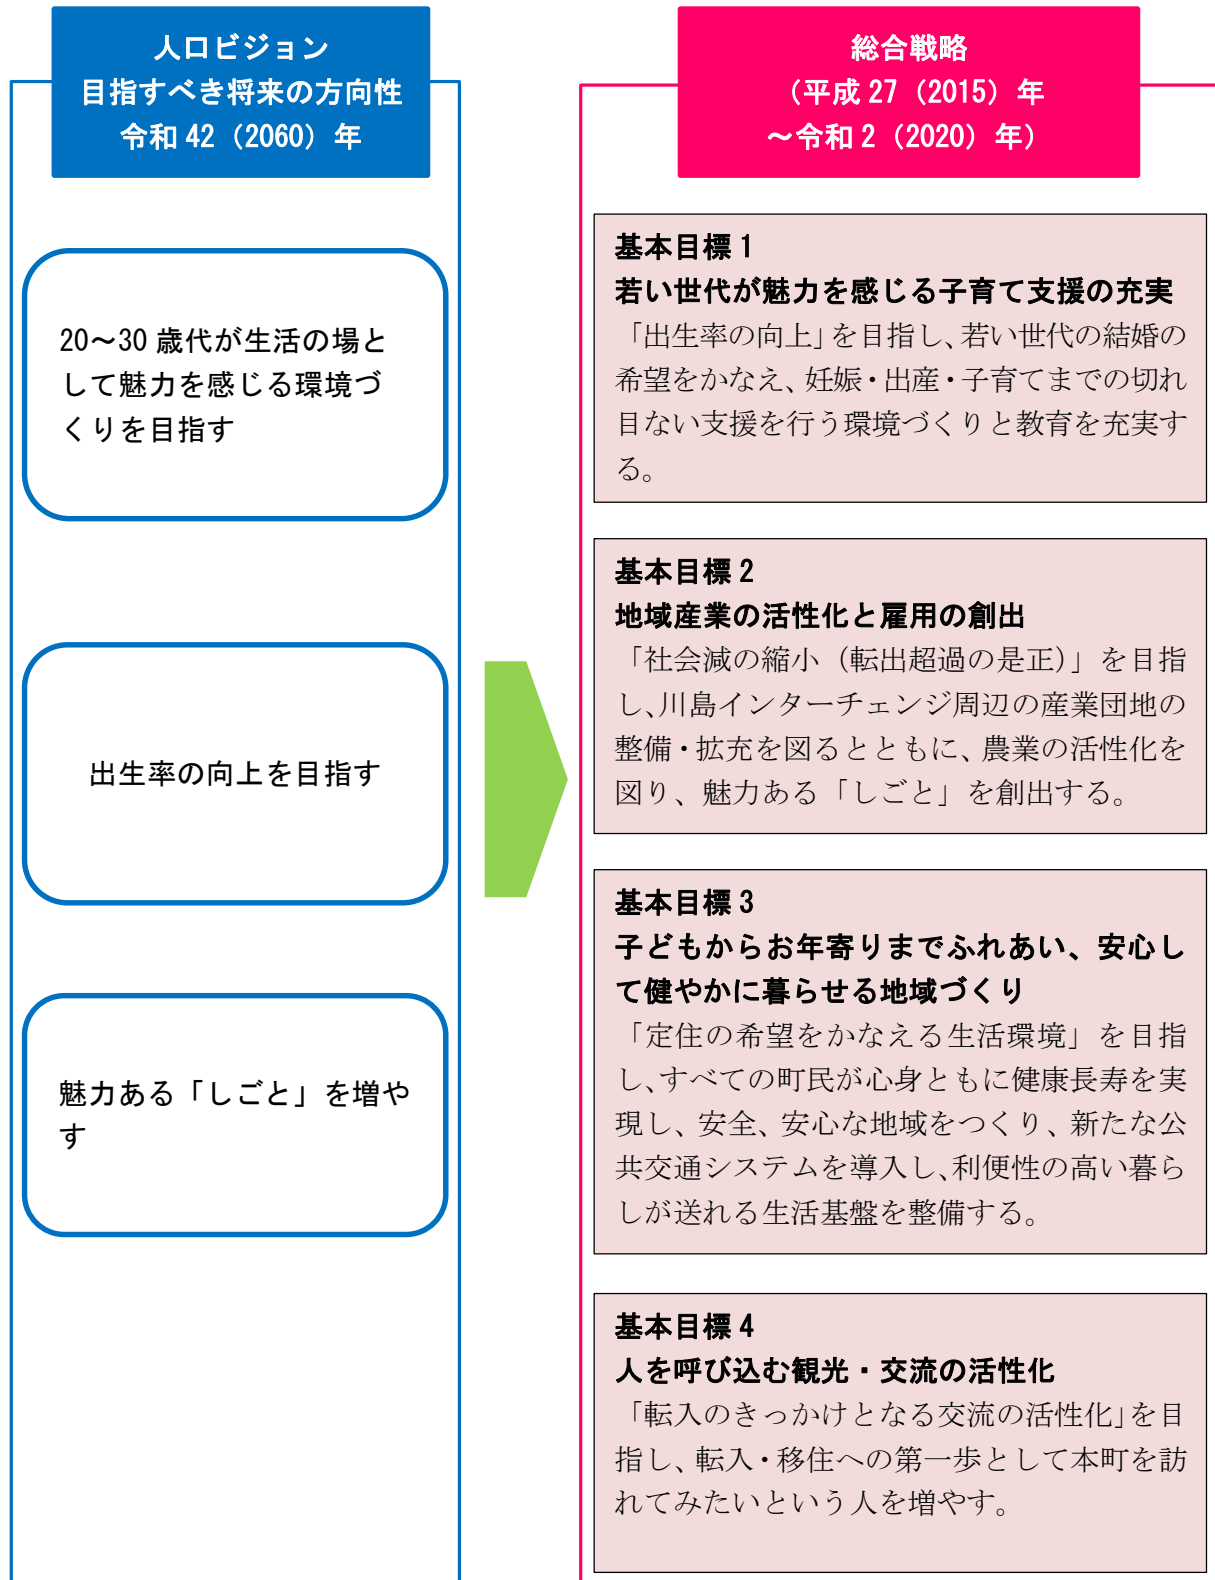 人口ビジョン
目指すべき将来の方向性
令和 42（2060）年
20～30 歳代が生活の場と
して魅力を感じる環境づ
くりを目指す
出生率の向上を目指す
魅力ある「しごと」を増や
す
総合戦略
（平成 27（2015）年
～令和 2（2020）年）
基本目標 1
若い世代が魅力を感じる子育て支援の充実
「出生率の向上」を目指し、若い世代の結婚の
希望をかなえ、妊娠・出産・子育てまでの切れ
目ない支援を行う環境づくりと教育を充実す
る。
基本目標 2
地域産業の活性化と雇用の創出
「社会減の縮小（転出超過の是正）」を目指
し、川島インターチェンジ周辺の産業団地の
整備・拡充を図るとともに、農業の活性化を
図り、魅力ある「しごと」を創出する。
基本目標 3
子どもからお年寄りまでふれあい、安心し
て健やかに暮らせる地域づくり
「定住の希望をかなえる生活環境」を目指
し、すべての町民が心身ともに健康長寿を実
現し、安全、安心な地域をつくり、新たな公
共交通システムを導入し、利便性の高い暮ら
しが送れる生活基盤を整備する。
基本目標 4
人を呼び込む観光・交流の活性化
「転入のきっかけとなる交流の活性化」を目
指し、転入・移住への第一歩として本町を訪
れてみたいという人を増やす。